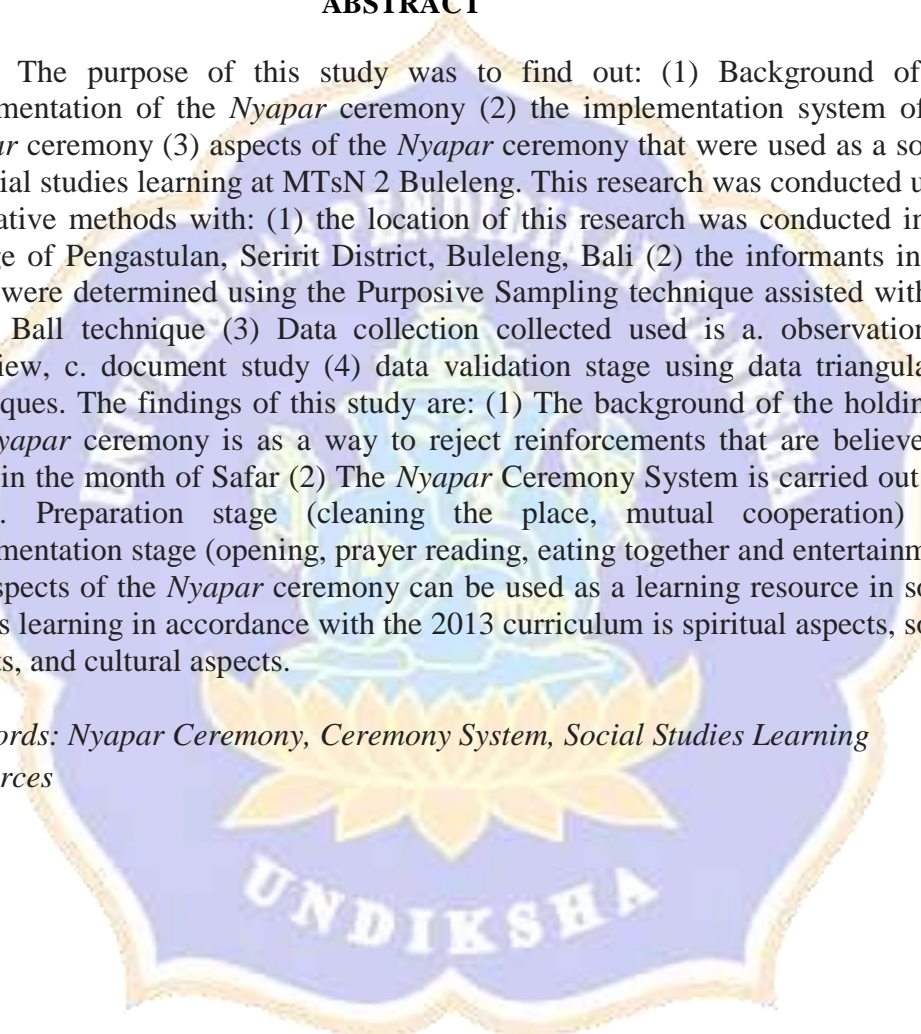 ABSTRACT
The purpose of this study was to find out: (1) Background of
mentation of the Nyapar ceremony (2) the implementation system of
ar ceremony (3) aspects of the Nyapar ceremony that were used as a so
ial studies learning at MTsN 2 Buleleng. This research was conducted u
ative methods with: (1) the location of this research was conducted in
ge of Pengastulan, Seririt District, Buleleng, Bali (2) the informants in
were determined using the Purposive Sampling technique assisted with
Ball technique (3) Data collection collected used is a. observation
iew, c. document study (4) data validation stage using data triangula
iques. The findings of this study are: (1) The background of the holdin
yapar ceremony is as a way to reject reinforcements that are believe
in the month of Safar (2) The Nyapar Ceremony System is carried out
. Preparation stage (cleaning the place, mutual cooperation)
mentation stage (opening, prayer reading, eating together and entertainm
spects of the Nyapar ceremony can be used as a learning resource in so
s learning in accordance with the 2013 curriculum is spiritual aspects, so
ts, and cultural aspects.
ords: Nyapar Ceremony, Ceremony System, Social Studies Learning
rces
UNIVERSITAS PENDIDIKAN GANESHA
UNDIKSHA